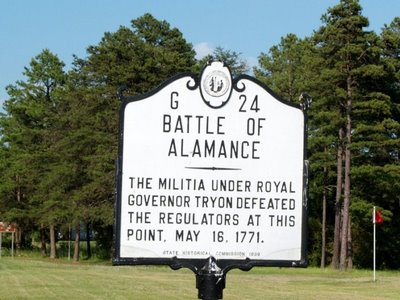 G 24
BATTLE OF
ALAMANCE
THE MILITIA UNDER ROYAL
GOVERNOR TRYON DEFEATED
THE REGULATORS AT THIS
POINT, MAY 16, 1771.
STATE HISTORICAL COMMISSION